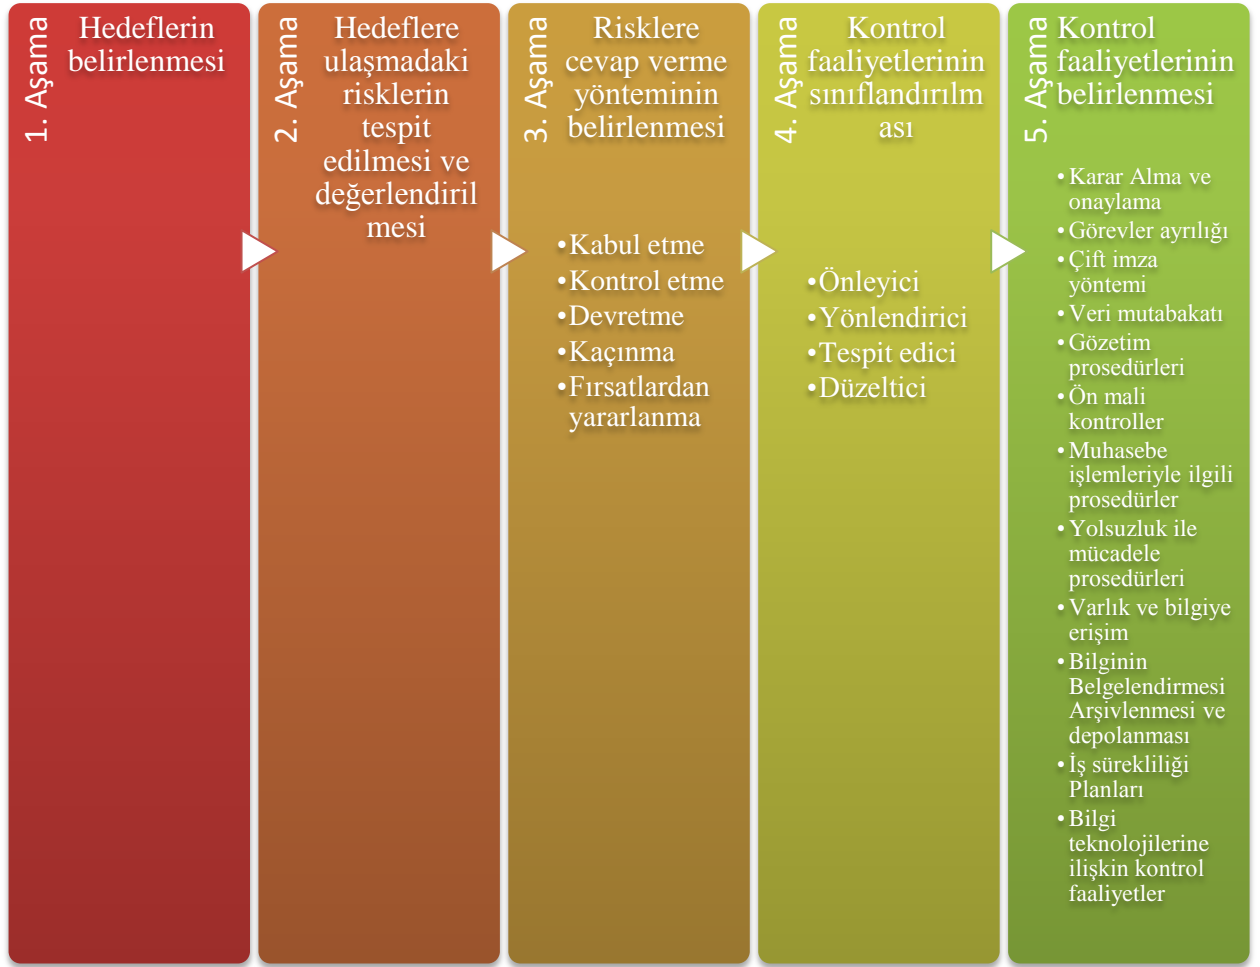 1. Aşama
Hedeflerin
belirlenmesi
2. Aşama
Hedeflere
ulaşmadaki
risklerin
tespit
edilmesi ve
değerlendiril
mesi
3. Aşama
Risklere
cevap verme
yönteminin
belirlenmesi
•Kabul etme
•Kontrol etme
•Devretme
•Kaçınma
•Fırsatlardan
yararlanma
4. Aşama
Kontrol
faaliyetlerinin
sınıflandırılm
ası
•Önleyici
•Yönlendirici
•Tespit edici
•Düzeltici
5. Aşama
Kontrol
faaliyetlerinin
belirlenmesi
•Karar Alma ve
onaylama
•Görevler ayrılığı
•Çift imza
yöntemi
•Veri mutabakatı
•Gözetim
prosedürleri
•Ön mali
kontroller
•Muhasebe
işlemleriyle ilgili
prosedürler
•Yolsuzluk ile
mücadele
prosedürleri
•Varlık ve bilgiye
erişim
•Bilginin
Belgelendirmesi
Arşivlenmesi ve
depolanması
•İş sürekliliği
Planları
•Bilgi
teknolojilerine
ilişkin kontrol
faaliyetler